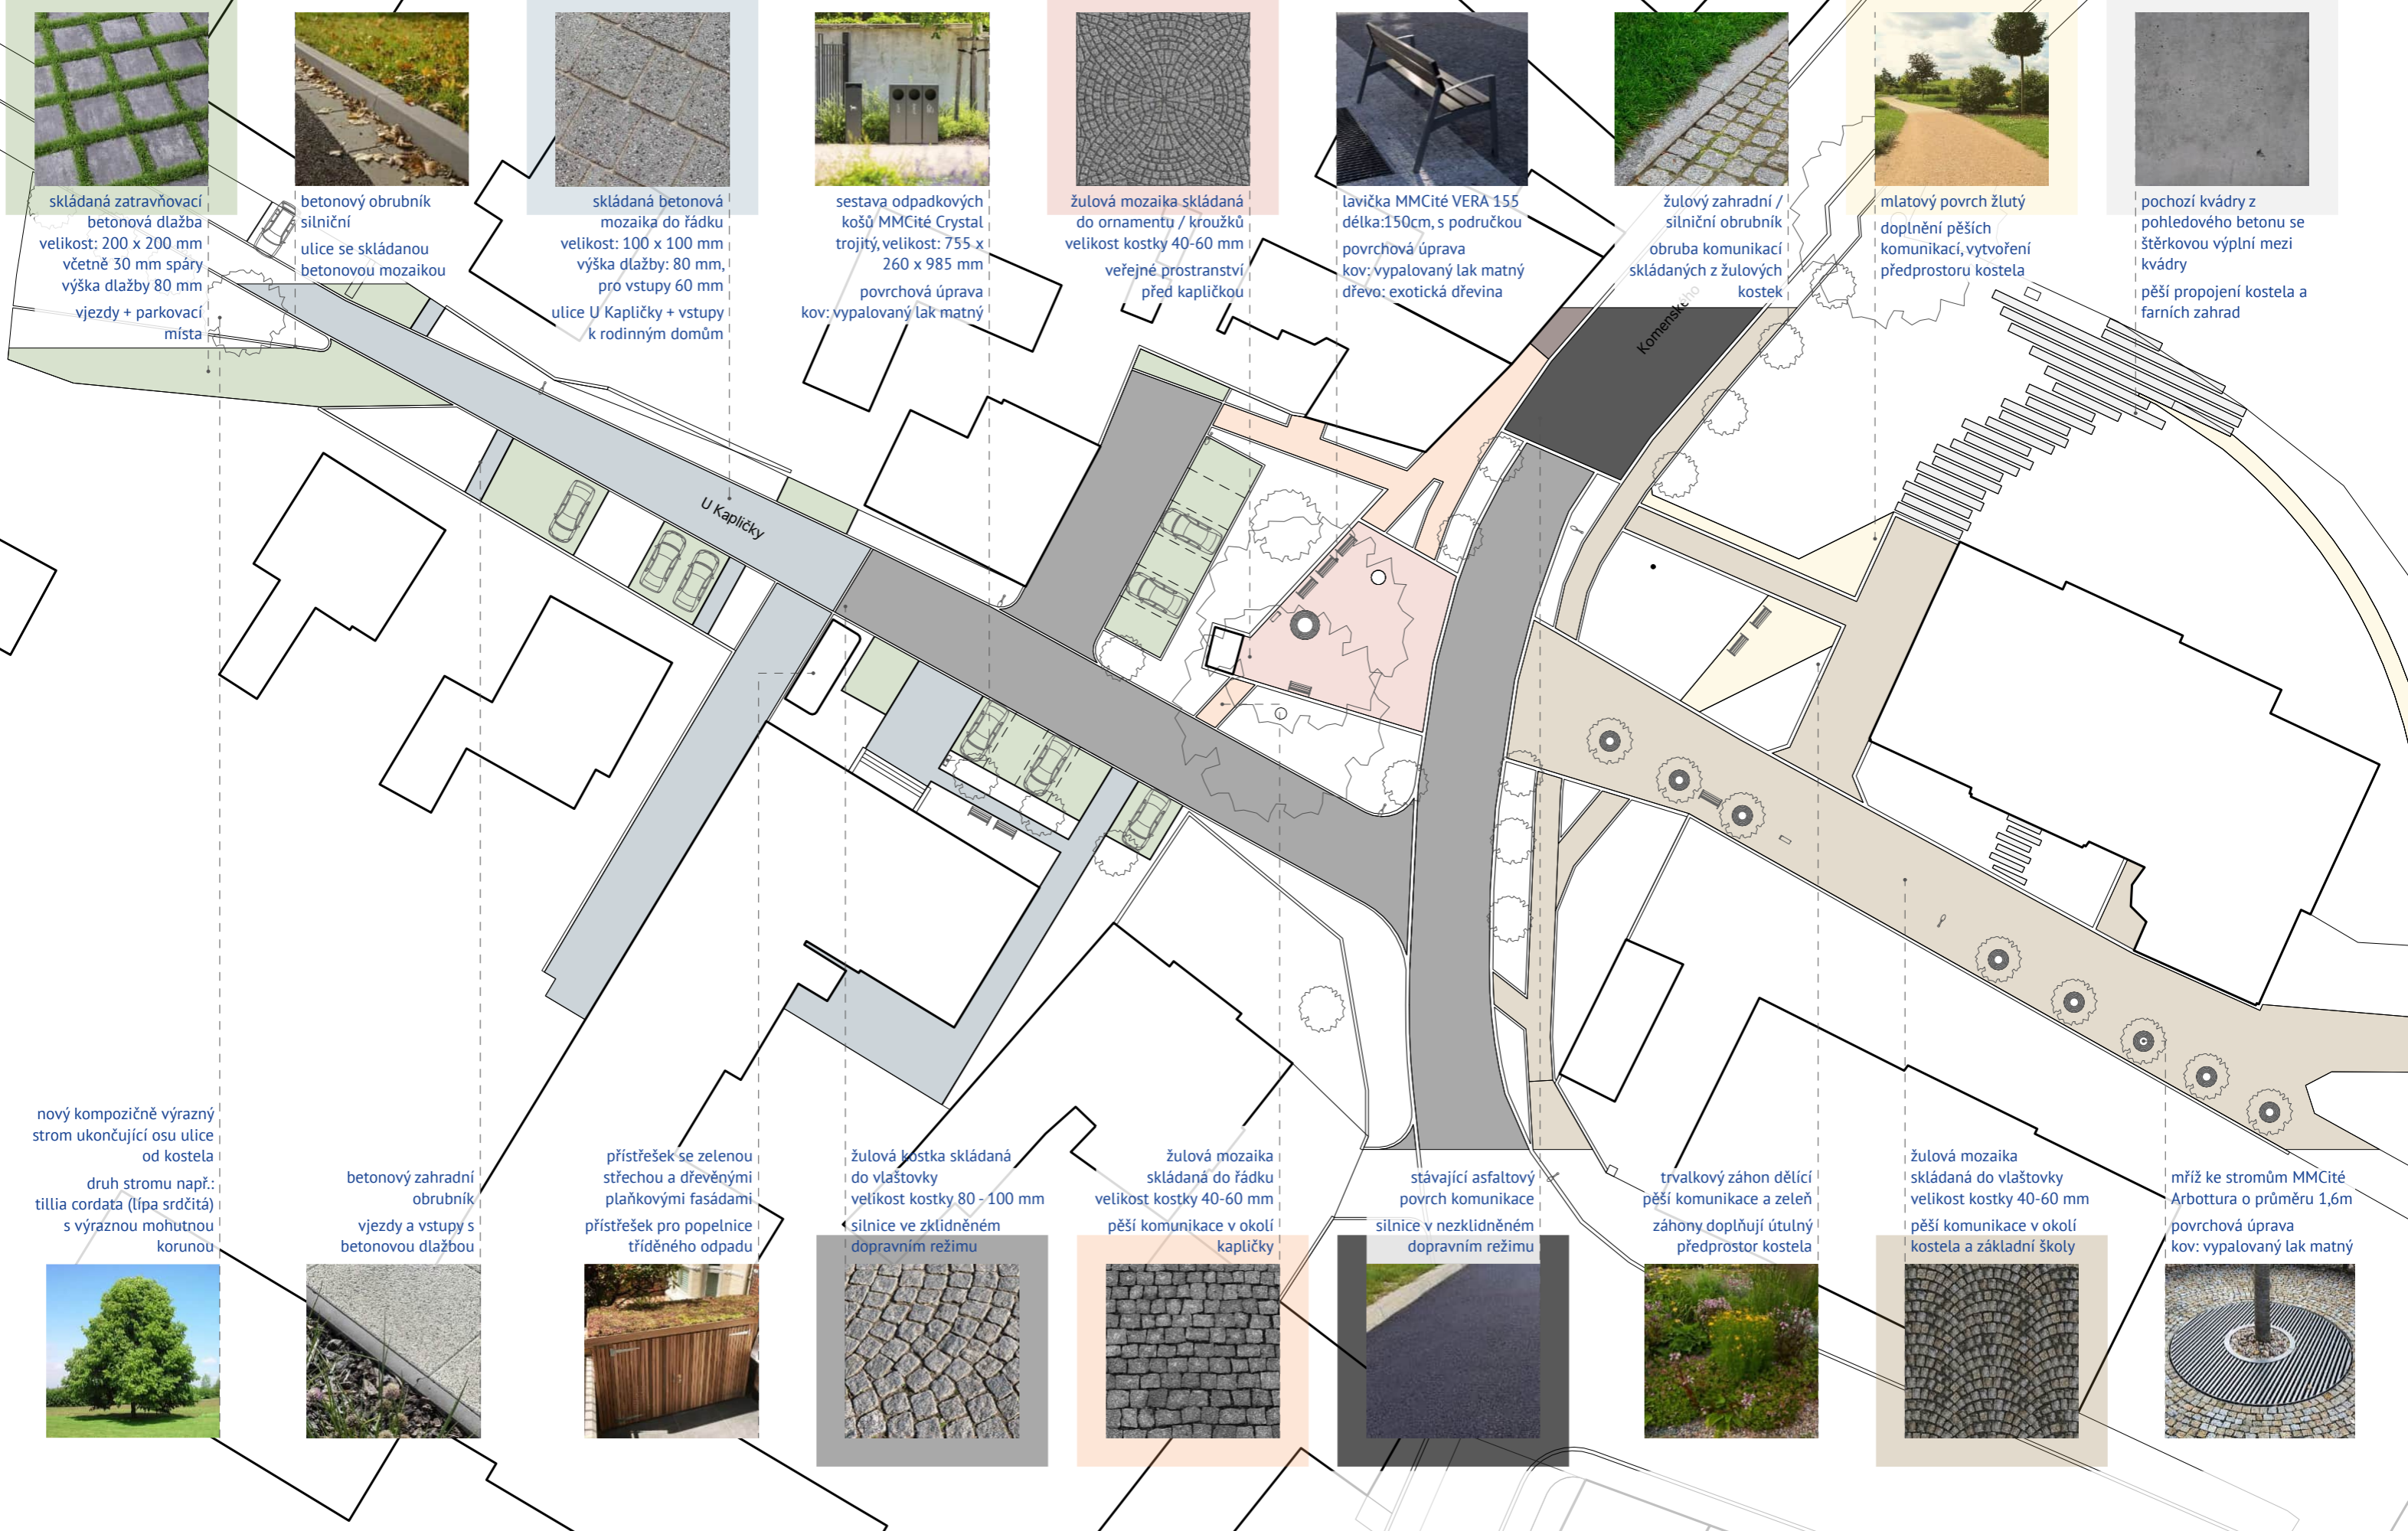 skládaná zatravňovací
betonová dlažba
velikost: 200 x 200 mm
včetně 30 mm spáry
výška dlažby 80 mm
vjezdy + parkovací
místa
betonový obrubník
silniční
ulice se skládanou
betonovou mozaikou
skládaná betonová
mozaika do řádku
velikost: 100 x 100 mm
výška dlažby: 80 mm,
pro vstupy 60 mm
ulice U Kapličky + vstupy
k rodinným domům
sestava odpadkových
košů MMCité Crystal
trojitý, velikost: 755 x
260 x 985 mm
povrchová úprava
kov: vypalovaný lak matný
žulová mozaika skládaná
do ornamentu / kroužků
velikost kostky 40-60 mm
veřejné prostranství
před kapličkou
lavička MMCité VERA 155
délka:150cm, s područkou
povrchová úprava
kov: vypalovaný lak matný
dřevo: exotická dřevina
žulový zahradní /
silniční obrubník
obruba komunikací
skládaných z žulových
kostek
mlatový povrch žlutý
doplnění pěších
komunikací, vytvoření
předprostoru kostela
pochozí kvádry z
pohledového betonu se
štěrkovou výplní mezi
kvádry
pěší propojení kostela a
farních zahrad
Komenského
U Kapličky
nový kompozičně výrazný
strom ukončující osu ulice
od kostela
druh stromu např.:
tillia cordata (lípa srdčitá)
s výraznou mohutnou
korunou
betonový zahradní
obrubník
vjezdy a vstupy s
betonovou dlažbou
přístřešek se zelenou
střechou a dřevěnými
plaňkovými fasádami
přístřešek pro popelnice
tříděného odpadu
žulová kostka skládaná
do vlaštovky
velikost kostky 80 - 100 mm
silnice ve zklidněném
dopravním režimu
žulová mozaika
skládaná do řádku
velikost kostky 40-60 mm
pěší komunikace v okolí
kapličky
stávající asfaltový
povrch komunikace
silnice v nezklidněném
dopravním režimu
trvalkový záhon dělící
pěší komunikace a zeleň
záhony doplňují útulný
předprostor kostela
žulová mozaika
skládaná do vlaštovky
velikost kostky 40-60 mm
pěší komunikace v okolí
kostela a základní školy
mříž ke stromům MMCité
Arbottura o průměru 1,6m
povrchová úprava
kov: vypalovaný lak matný